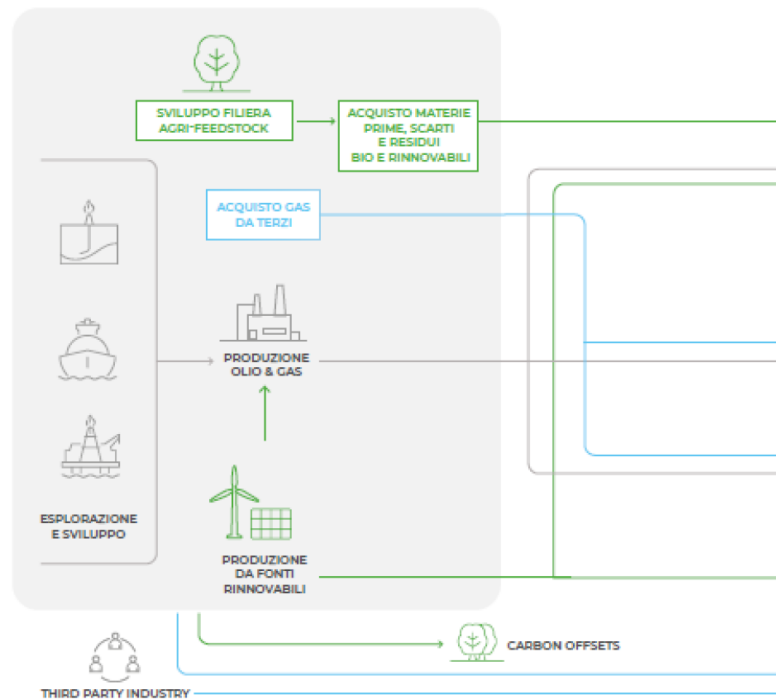 SVILUPPO FILIERA
AGRI-FEEDSTOCK
ACQUISTO MATERIE
PRIME, SCARTI
E RESIDUI
BIO E RINNOVABILI
ACQUISTO GAS
DA TERZI
PRODUZIONE
OLIO & GAS
ESPLORAZIONE
E SVILUPPO
PRODUZIONE
DA FONTI
RINNOVABILI
CARBON OFFSETS
THIRD PARTY INDUSTRY